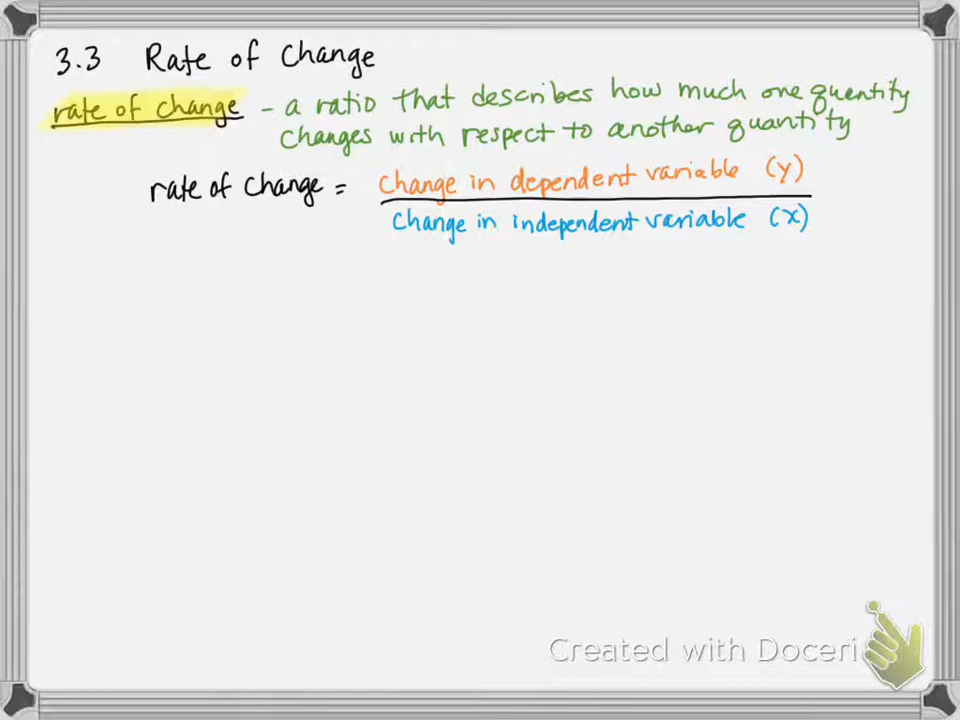 3.3 Rate of Change
rate of change - a ratio that describes how much one quantity
changes with respect to another quantity
rate of change = change in dependent variable (y)
change in independent variable (x)
Created with Doceri